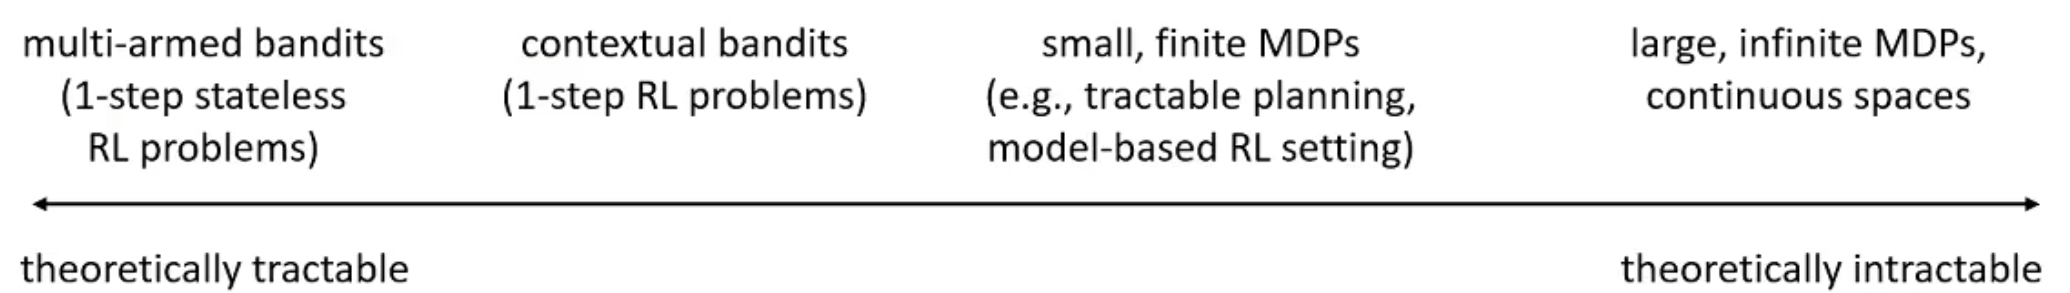 multi-armed bandits
(1-step stateless
RL problems)
contextual bandits
(1-step RL problems)
small, finite MDPs
(e.g., tractable planning,
model-based RL setting)
large, infinite MDPs,
continuous spaces
theoretically tractable
theoretically intractable